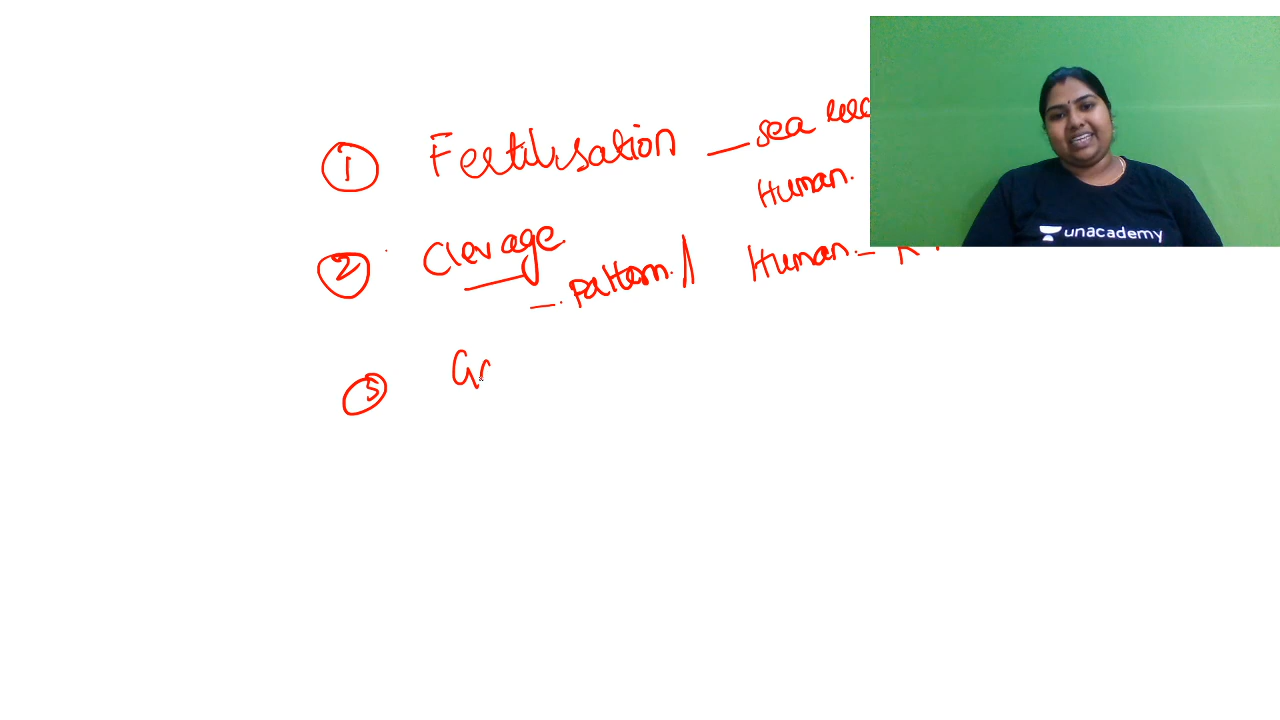 1 Fertilisation — sea
Human.
2 Clevage Human. –
— . Pattern.
3 Gr
unacademy